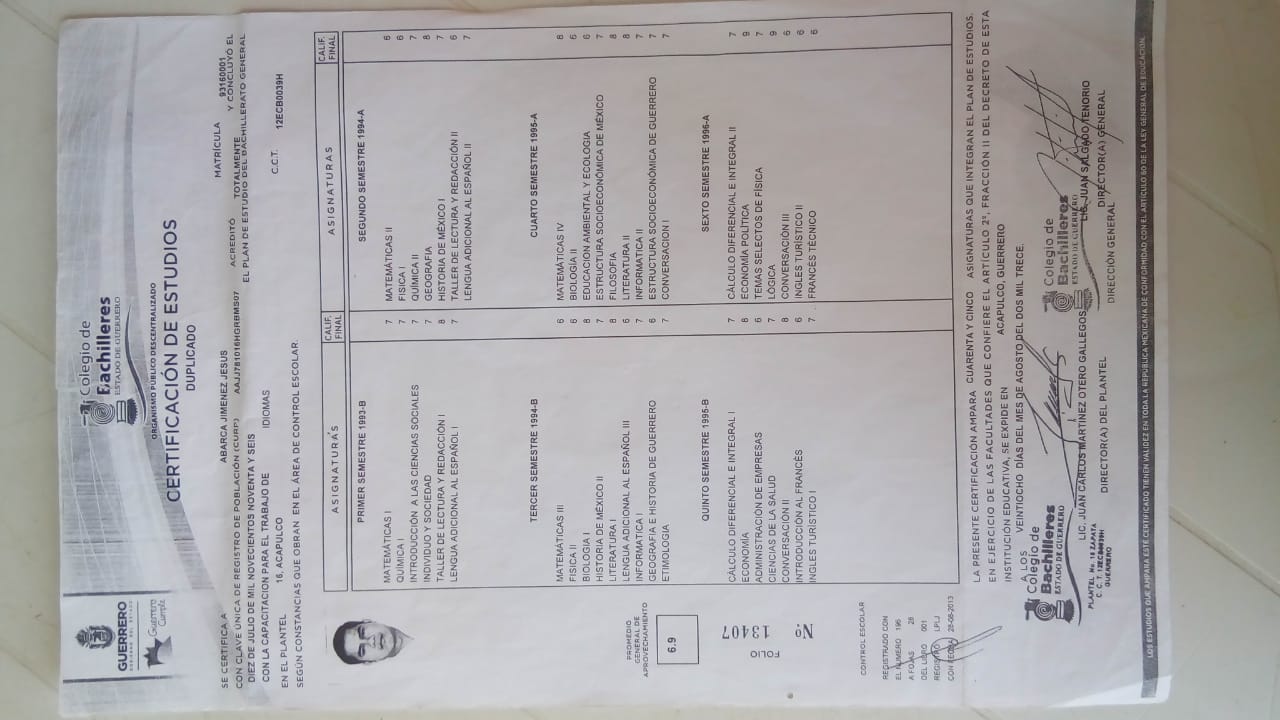 GUERRERO
GOBIERNO DEL ESTADO
Guerrero
Cumple
Colegio de
Bachilleres
ESTADO DE GUERRERO
ORGANISMO PÚBLICO DESCENTRALIZADO
CERTIFICACIÓN DE ESTUDIOS
DUPLICADO
SE CERTIFICA A ABARCA JIMENEZ JESUS MATRÍCULA 93160001
CON CLAVE ÚNICA DE REGISTRO DE POBLACIÓN (CURP) AAJJ781016HGRBMS07 ACREDITÓ TOTALMENTE Y CONCLUYÓ EL
DIEZ DE JULIO DE MIL NOVECIENTOS NOVENTA Y SEIS EL PLAN DE ESTUDIO DEL BACHILLERATO GENERAL
CON LA CAPACITACION PARA EL TRABAJO DE IDIOMAS
EN EL PLANTEL 16, ACAPULCO C.C.T. 12ECB0039H
SEGÚN CONSTANCIAS QUE OBRAN EN EL ÁREA DE CONTROL ESCOLAR.
ASIGNATURAS CALIF. FINAL ASIGNATURAS CALIF. FINAL
PRIMER SEMESTRE 1993-B
MATEMÁTICAS I 7
QUÍMICA I 7
INTRODUCCIÓN A LAS CIENCIAS SOCIALES 7
INDIVIDUO Y SOCIEDAD 7
TALLER DE LECTURA Y REDACCIÓN I 8
LENGUA ADICIONAL AL ESPAÑOL I 7
SEGUNDO SEMESTRE 1994-A
MATEMÁTICAS II 6
FISICA I 6
QUÍMICA II 7
GEOGRAFÍA 8
HISTORIA DE MÉXICO I 7
TALLER DE LECTURA Y REDACCIÓN II 6
LENGUA ADICIONAL AL ESPAÑOL II 7
TERCER SEMESTRE 1994-B
MATEMÁTICAS III 6
FISICA II 6
BIOLOGIA I 8
HISTORIA DE MÉXICO II 7
LITERATURA I 8
LENGUA ADICIONAL AL ESPAÑOL III 6
INFORMATICA I 7
GEOGRAFIA E HISTORIA DE GUERRERO 6
ETIMOLOGIA 7
CUARTO SEMESTRE 1995-A
MATEMÁTICAS IV 8
BIOLOGIA II 6
EDUCACION AMBIENTAL Y ECOLOGIA 6
ESTRUCTURA SOCIOECONÓMICA DE MÉXICO 7
FILOSOFIA 8
LITERATURA II 8
INFORMATICA II 7
ESTRUCTURA SOCIOECONÓMICA DE GUERRERO 7
CONVERSACION I 7
QUINTO SEMESTRE 1995-B
CÁLCULO DIFERENCIAL E INTEGRAL I 7
ECONOMÍA 8
ADMINISTRACIÓN DE EMPRESAS 6
CIENCIAS DE LA SALUD 7
CONVERSACION II 8
INTRODUCCIÓN AL FRANCÉS 6
INGLES TURISTICO I 7
SEXTO SEMESTRE 1996-A
CÁLCULO DIFERENCIAL E INTEGRAL II 7
ECONOMÍA POLÍTICA 9
TEMAS SELECTOS DE FÍSICA 7
LÓGICA 9
CONVERSACIÓN III 6
INGLES TURÍSTICO II 6
FRANCÉS TÉCNICO 6
PROMEDIO
GENERAL DE
APROVECHAMIENTO
6.9
FOLIO
Nº 13407
CONTROL ESCOLAR
REGISTRADO CON
EL NÚMERO 196
A FOJAS 28
DEL LIBRO 001
REGISTRÓ LPLJ
CON FECHA 28-08-2013
LA PRESENTE CERTIFICACIÓN AMPARA CUARENTA Y CINCO ASIGNATURAS QUE INTEGRAN EL PLAN DE ESTUDIOS.
EN EJERCICIO DE LAS FACULTADES QUE CONFIERE EL ARTÍCULO 2º, FRACCIÓN II DEL DECRETO DE ESTA
INSTITUCIÓN EDUCATIVA, SE EXPIDE EN ACAPULCO, GUERRERO
A LOS VEINTIOCHO DÍAS DEL MES DE AGOSTO DEL DOS MIL TRECE.
Colegio de
Bachilleres
ESTADO DE GUERRERO
PLANTEL No. 16 ZAPATA
C. C. T. 12ECB0039H
GUERRERO
LIC. JUAN CARLOS MARTÍNEZ OTERO GALLEGOS
DIRECTOR(A) DEL PLANTEL
Colegio de
Bachilleres
ESTADO DE GUERRERO
DIRECCIÓN GENERAL
LIC. JUAN SALGADO TENORIO
DIRECTOR(A) GENERAL
LOS ESTUDIOS QUE AMPARA ESTE CERTIFICADO TIENEN VALIDEZ EN TODA LA REPÚBLICA MEXICANA DE CONFORMIDAD CON EL ARTÍCULO 60 DE LA LEY GENERAL DE EDUCACIÓN.